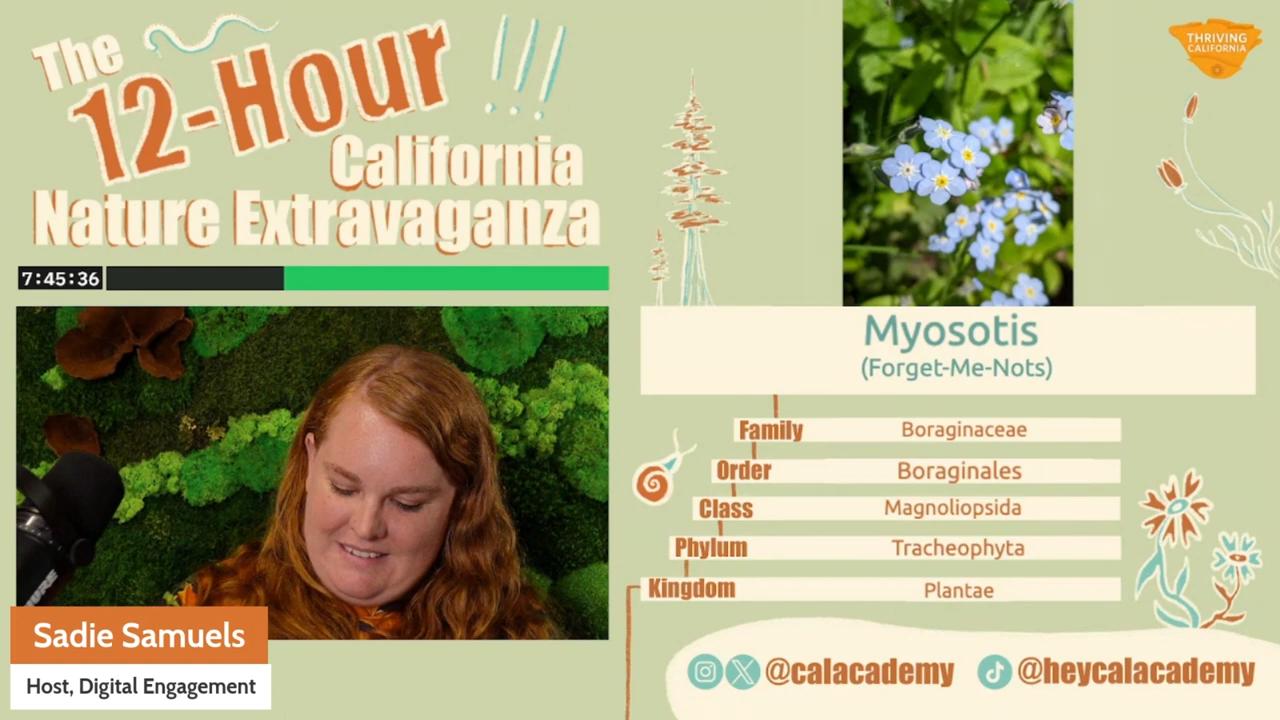 The
12-Hour
!!!
California
Nature Extravaganza
7:45:36
THRIVING
CALIFORNIA
Myosotis
(Forget-Me-Nots)
Family Boraginaceae
Order Boraginales
Class Magnoliopsida
Phylum Tracheophyta
Kingdom Plantae
SHURE
Sadie Samuels
Host, Digital Engagement
@calacademy @heycalacademy